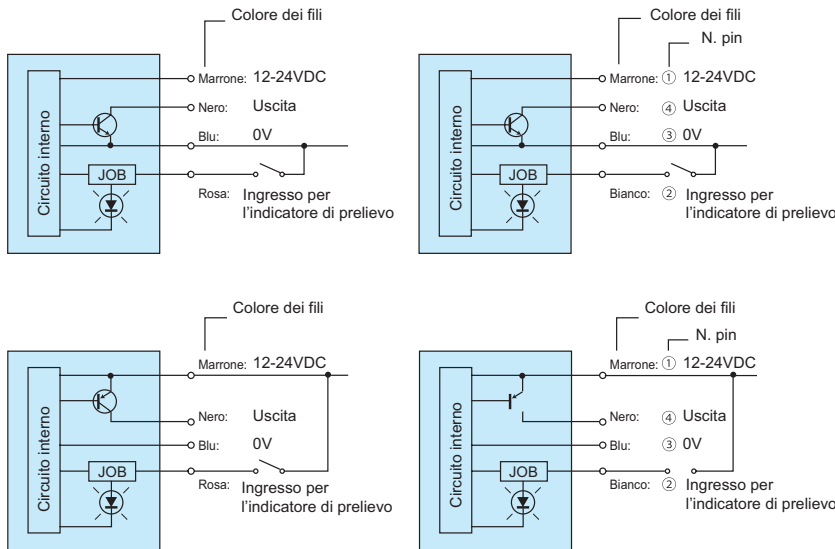 Colore dei fili
Marrone: 12-24VDC
Nero: Uscita
Blu: 0V
Circuito interno
JOB
Rosa: Ingresso per
l'indicatore di prelievo
Colore dei fili
N. pin
Marrone: ① 12-24VDC
Nero: ④ Uscita
Blu: ③ 0V
Circuito interno
JOB
Bianco: ② Ingresso per
l'indicatore di prelievo
Colore dei fili
Marrone: 12-24VDC
Nero: Uscita
Blu: 0V
Circuito interno
JOB
Rosa: Ingresso per
l'indicatore di prelievo
Colore dei fili
N. pin
Marrone: ① 12-24VDC
Nero: ④ Uscita
Blu: ③ 0V
Circuito interno
JOB
Bianco: ② Ingresso per
l'indicatore di prelievo